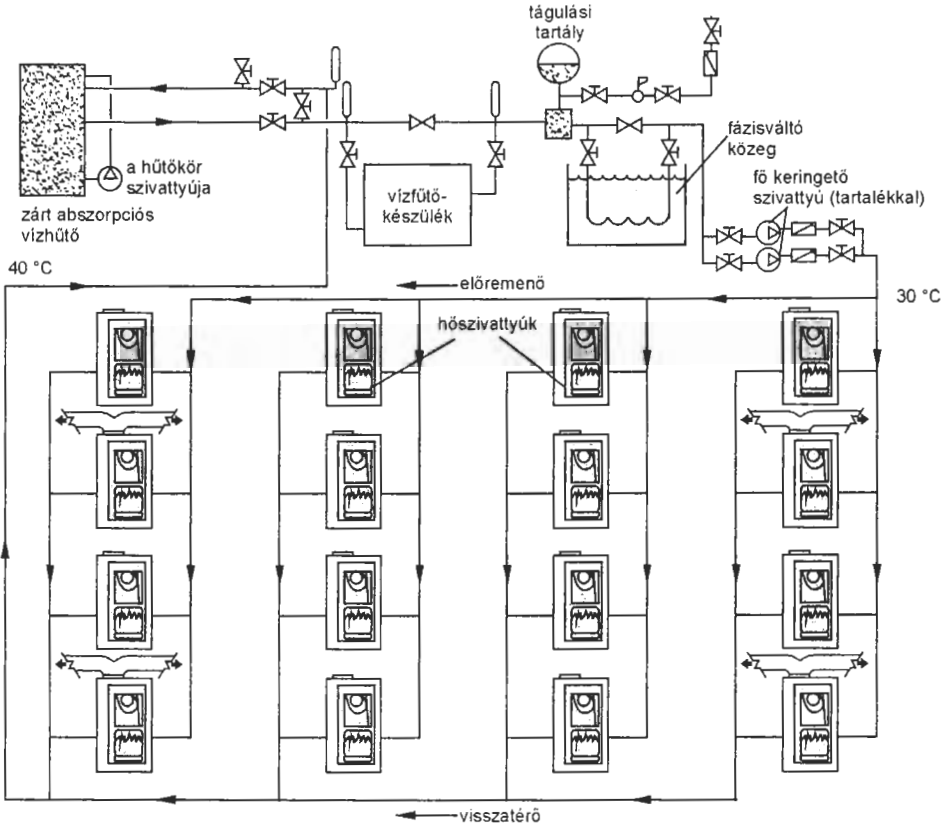 tágulási
tartály
a hűtőkör
szivattyúja
zárt abszorpciós
vízhűtő
vízfűtő-
készülék
fázisváltó
közeg
fő keringető
szivattyú (tartalékkal)
40 °C
előremenő
30 °C
hőszivattyúk
visszatérő